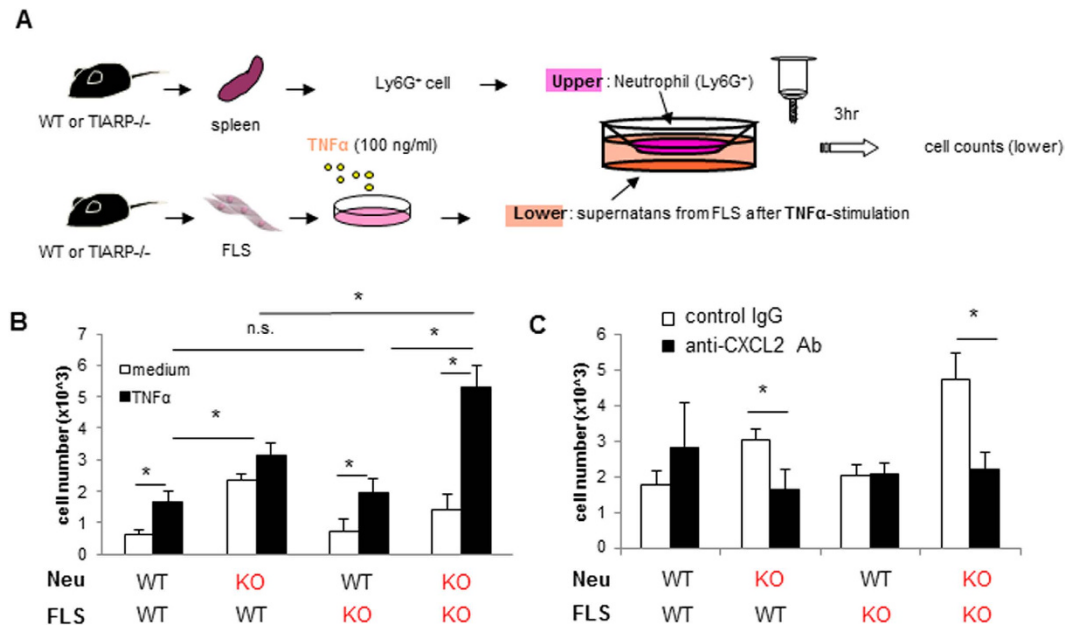 A
WT or TIARP-/-
spleen
Ly6G+ cell
Upper : Neutrophil (Ly6G+)
3hr
cell counts (lower)
TNFα (100 ng/ml)
WT or TIARP-/-
FLS
Lower : supernatans from FLS after TNFα-stimulation
B
cell number (x10^3)
7
6
5
4
3
2
1
0
medium
TNFα
*
*
*
n.s.
*
*
*
*
Neu WT KO WT KO
FLS WT WT KO KO
C
cell number (x10^3)
6
5
4
3
2
1
0
control IgG
anti-CXCL2 Ab
*
*
Neu WT KO WT KO
FLS WT WT KO KO